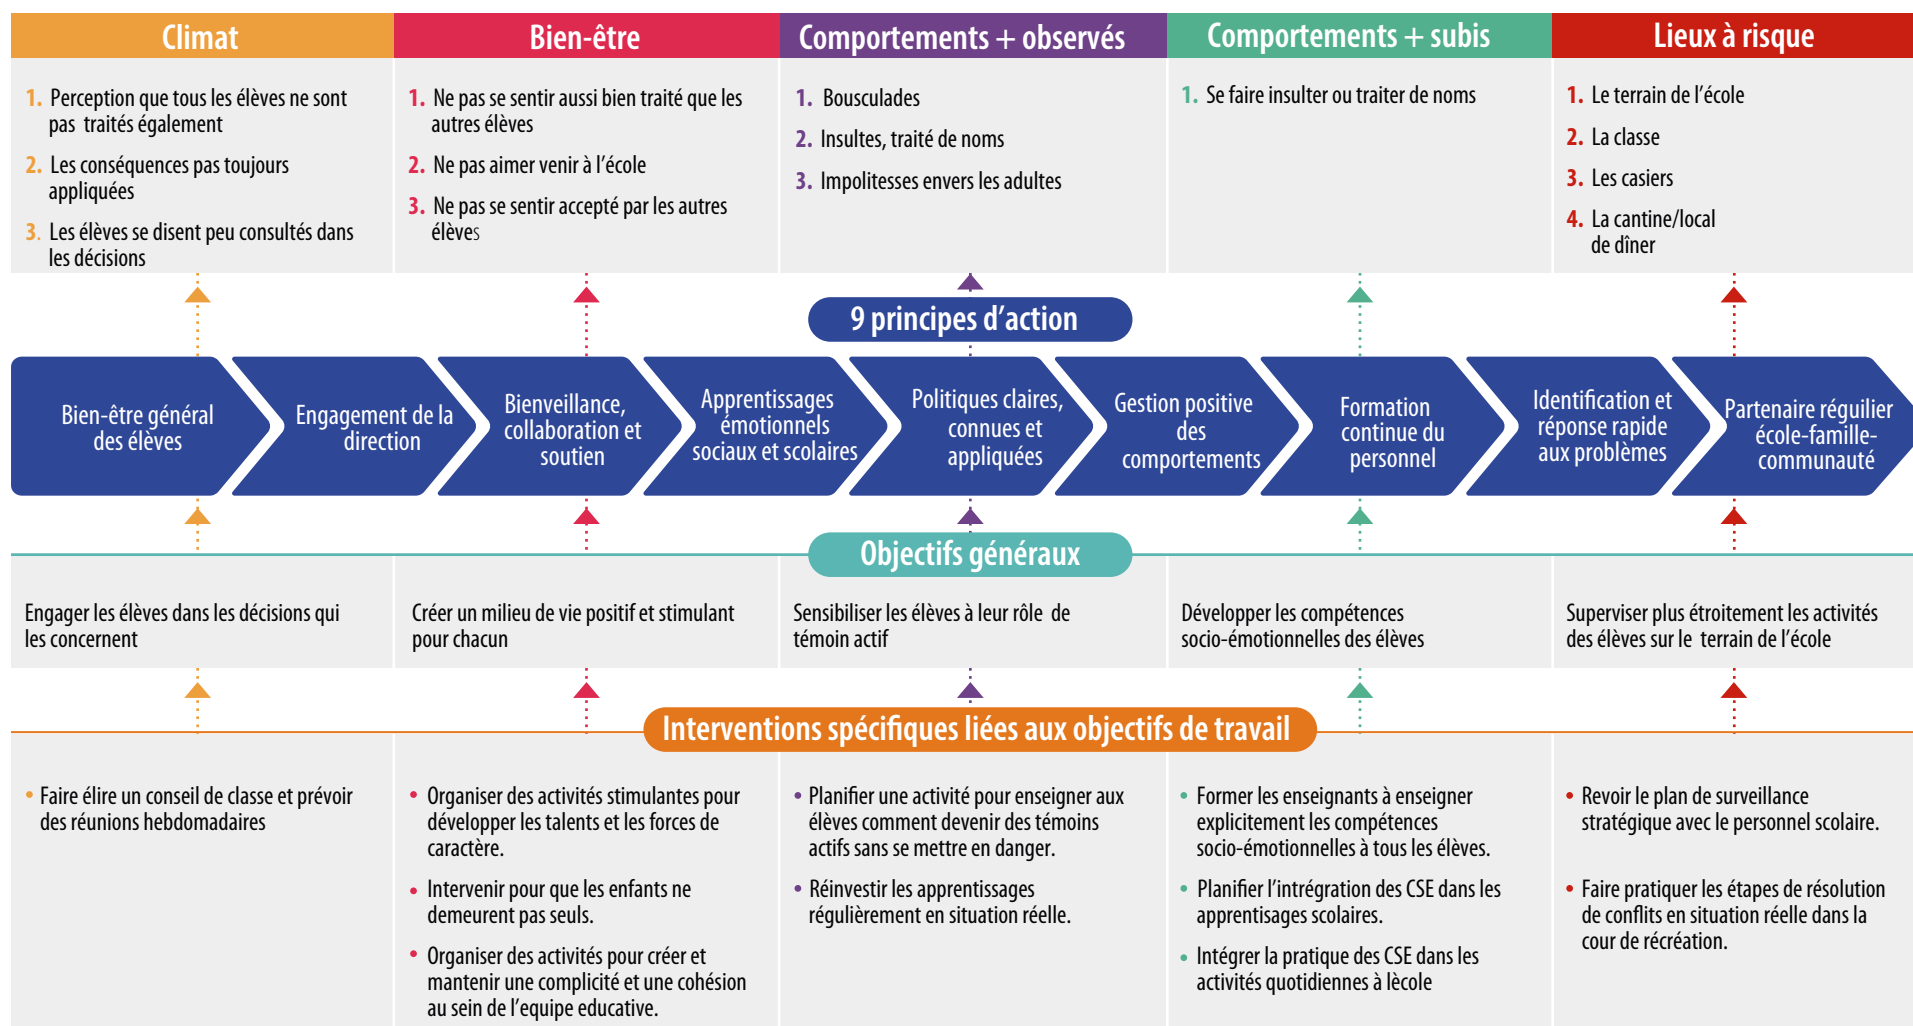 Climat
Bien-être
Comportements + observés
Comportements + subis
Lieux à risque
1. Perception que tous les élèves ne sont
pas traités également
2. Les conséquences pas toujours
appliquées
3. Les élèves se disent peu consultés dans
les décisions
1. Ne pas se sentir aussi bien traité que les
autres élèves
2. Ne pas aimer venir à l'école
3. Ne pas se sentir accepté par les autres
élèves
1. Bousculades
2. Insultes, traité de noms
3. Impolitesses envers les adultes
1. Se faire insulter ou traiter de noms
1. Le terrain de l'école
2. La classe
3. Les casiers
4. La cantine/local
de dîner
9 principes d'action
Bien-être général
des élèves
Engagement de la
direction
Bienveillance,
collaboration et
soutien
Apprentissages
émotionnels
sociaux et scolaires
Politiques claires,
connues et
appliquées
Gestion positive
des
comportements
Formation
continue du
personnel
Identification et
réponse rapide
aux problèmes
Partenaire réguilier
école-famille-
communauté
Objectifs généraux
Engager les élèves dans les décisions qui
les concernent
Créer un milieu de vie positif et stimulant
pour chacun
Sensibiliser les élèves à leur rôle de
témoin actif
Développer les compétences
socio-émotionnelles des élèves
Superviser plus étroitement les activités
des élèves sur le terrain de l'école
Interventions spécifiques liées aux objectifs de travail
• Faire élire un conseil de classe et prévoir
des réunions hebdomadaires
• Organiser des activités stimulantes pour
développer les talents et les forces de
caractère.
• Intervenir pour que les enfants ne
demeurent pas seuls.
• Organiser des activités pour créer et
mantenir une complicité et une cohésion
au sein de l'equipe educative.
• Planifier une activité pour enseigner aux
élèves comment devenir des témoins
actifs sans se mettre en danger.
• Réinvestir les apprentissages
régulièrement en situation réelle.
• Former les enseignants à enseigner
explicitement les compétences
socio-émotionnelles à tous les élèves.
• Planifier l'intrégration des CSE dans les
apprentisages scolaires.
• Intégrer la pratique des CSE dans les
activités quotidiennes à lècole
• Revoir le plan de surveillance
stratégique avec le personnel scolaire.
• Faire pratiquer les étapes de résolution
de conflits en situation réelle dans la
cour de récréation.